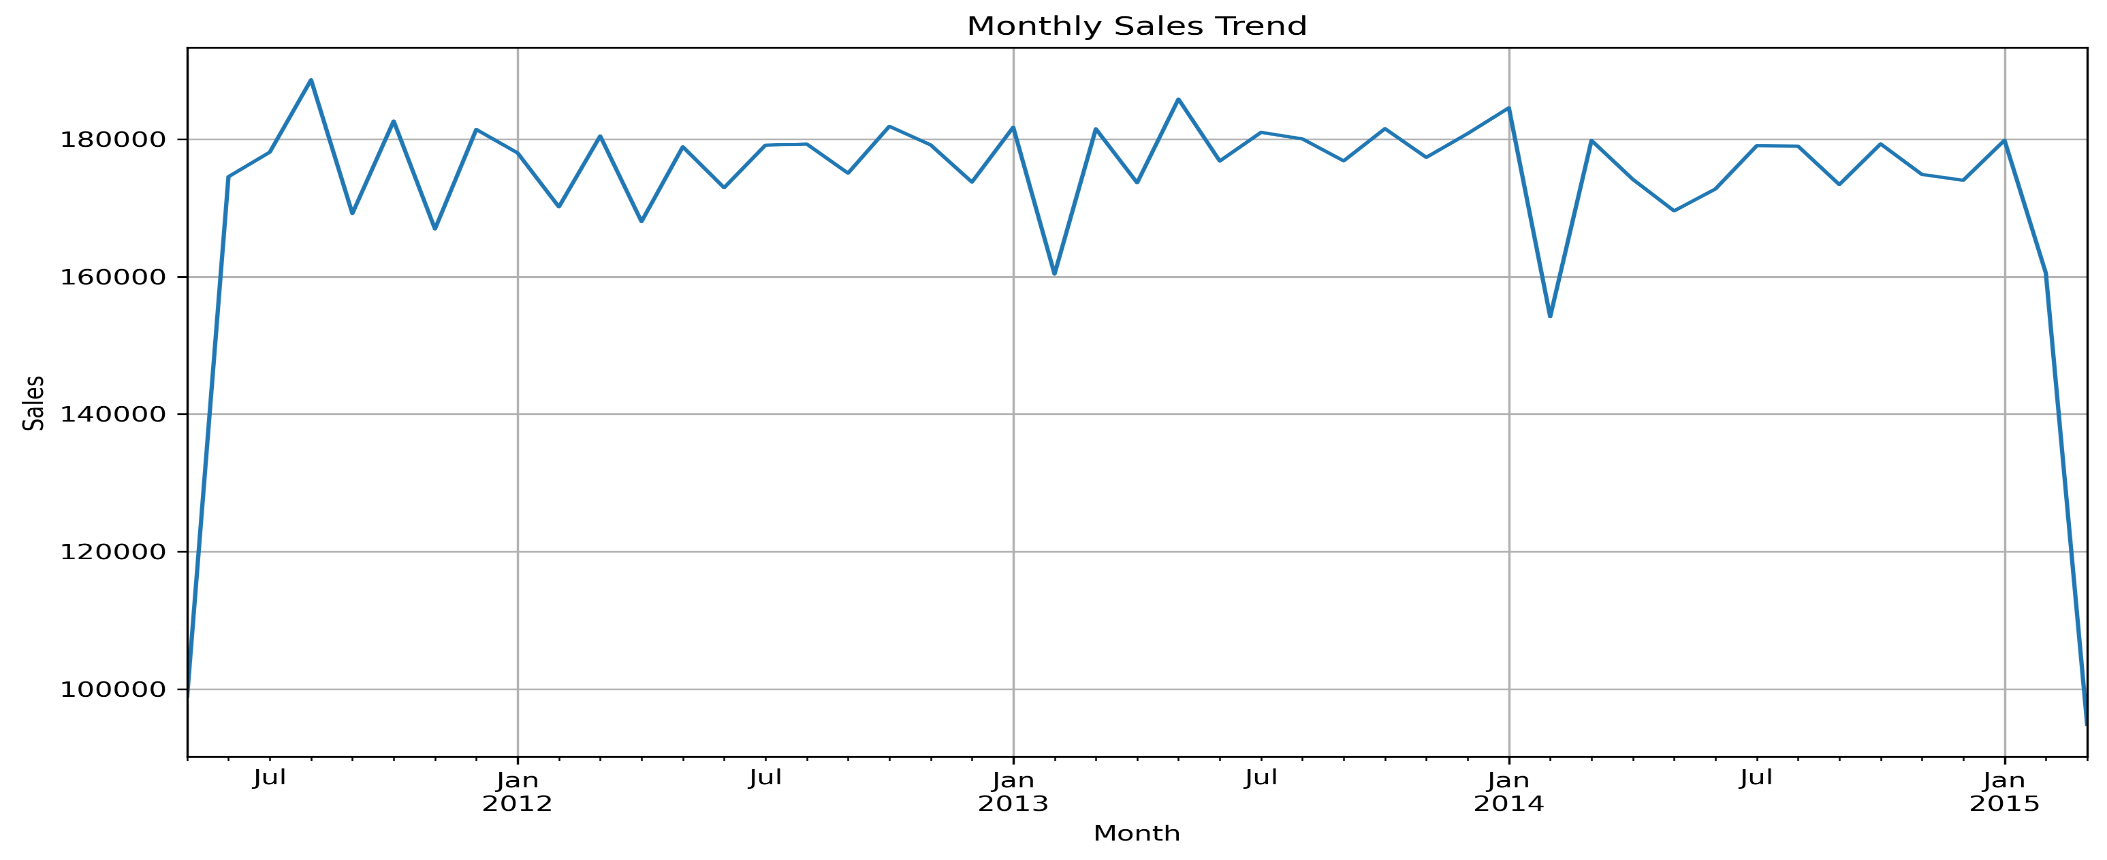 Monthly Sales Trend
180000
160000
140000
120000
100000
Sales
Jul
Jan
2012
Jul
Jan
2013
Jul
Jan
2014
Jul
Jan
2015
Month